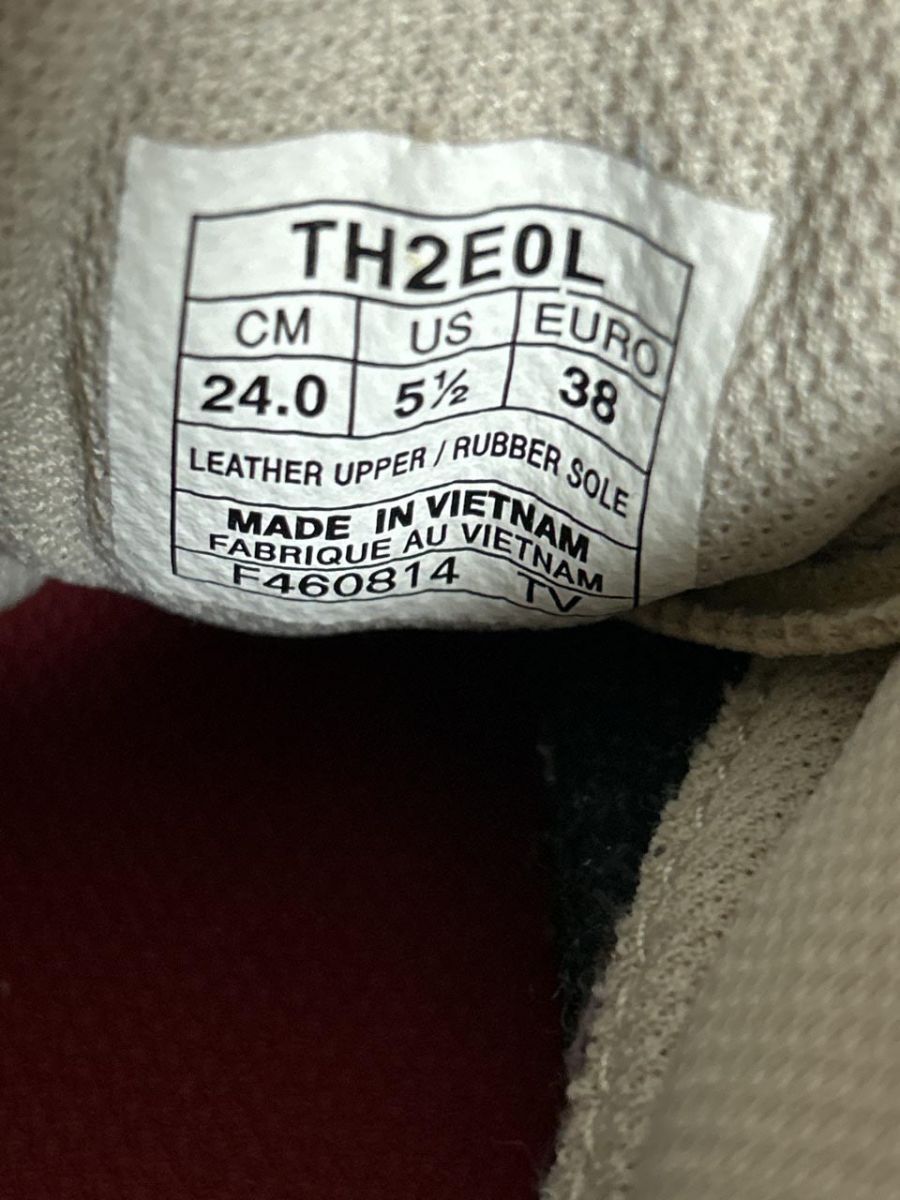 TH2E0L
CM US EURO
24.0 5½ 38
LEATHER UPPER / RUBBER SOLE
MADE IN VIETNAM
FABRIQUE AU VIETNAM
F460814 TV